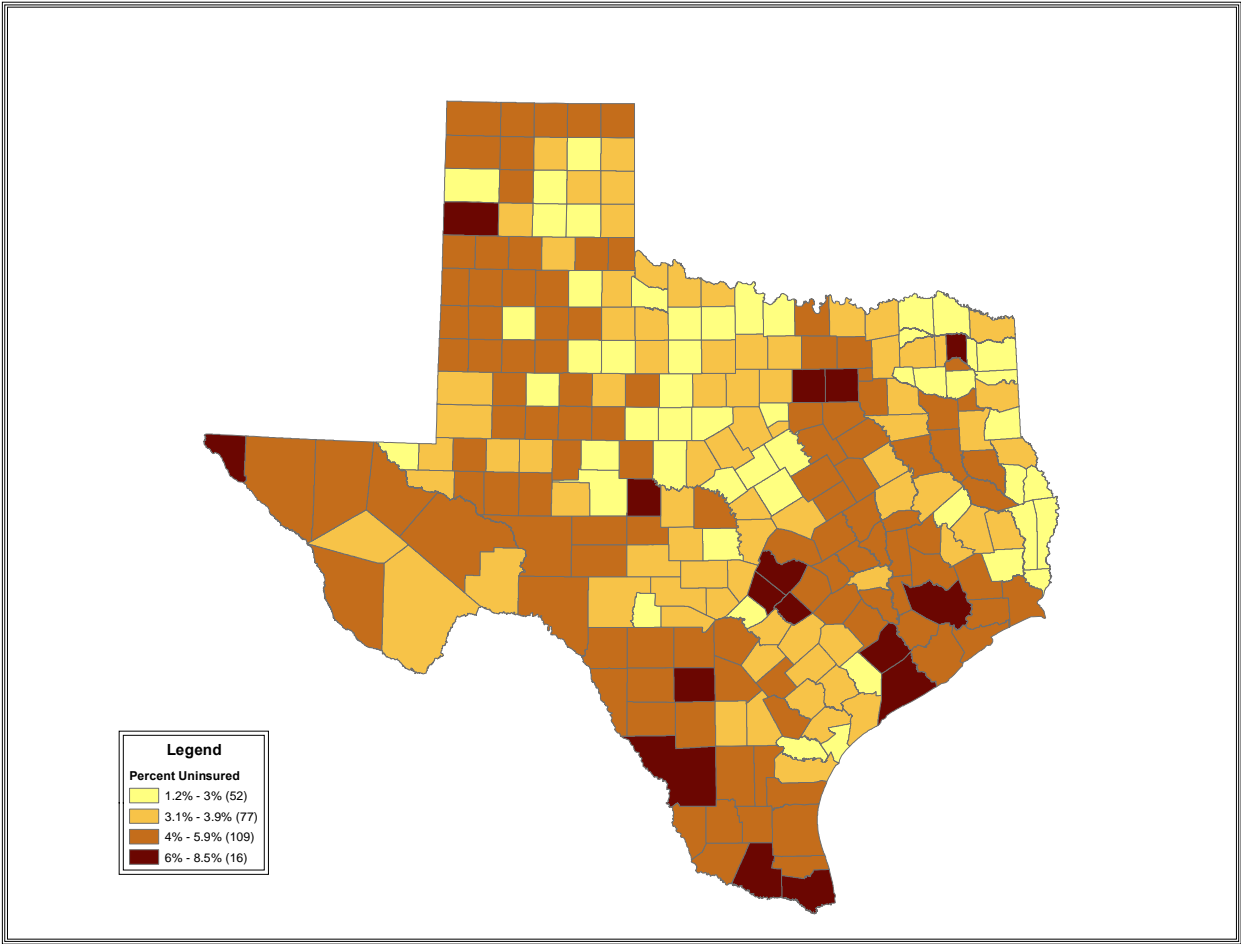 Legend
Percent Uninsured
1.2% - 3% (52)
3.1% - 3.9% (77)
4% - 5.9% (109)
6% - 8.5% (16)